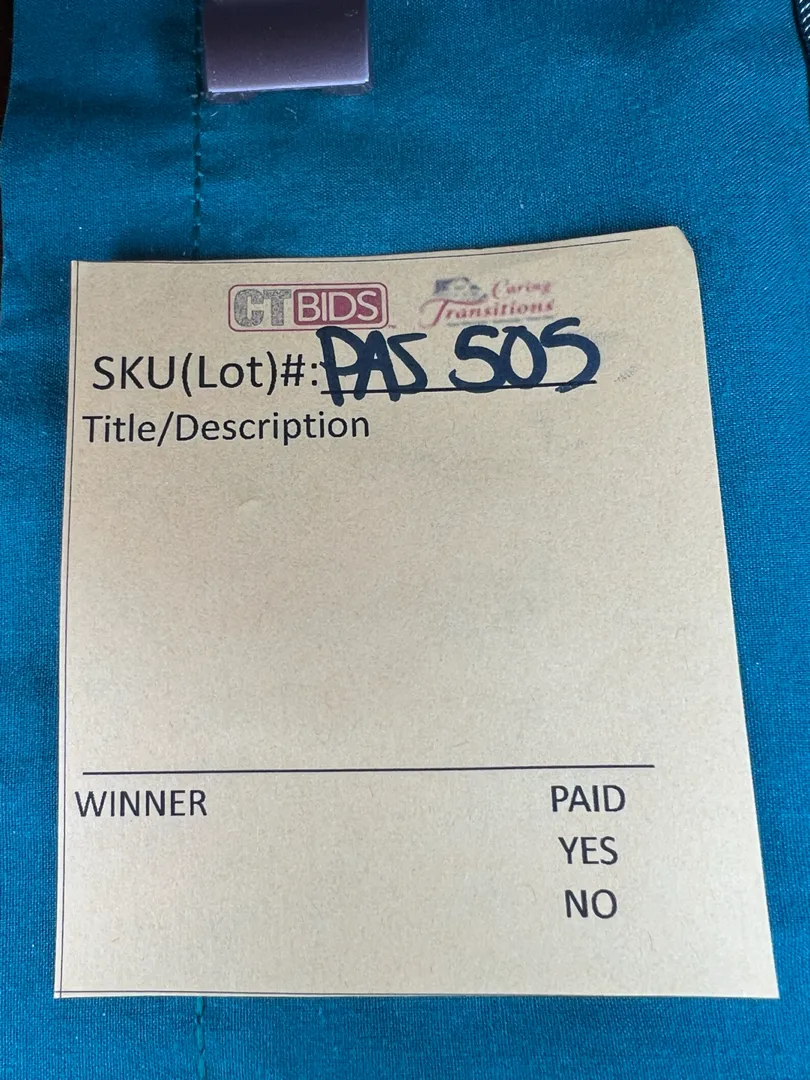 CTBIDS
Caring Transitions
SKU(Lot)#: PAS 505
Title/Description
WINNER PAID
YES
NO